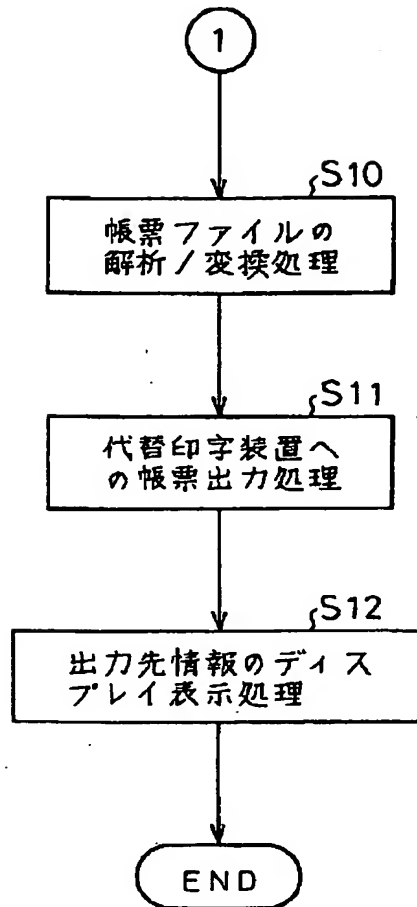 1
S10
帳票ファイルの
解析/変換処理
S11
代替印字装置へ
の帳票出力処理
S12
出力先情報のディス
プレイ表示処理
END